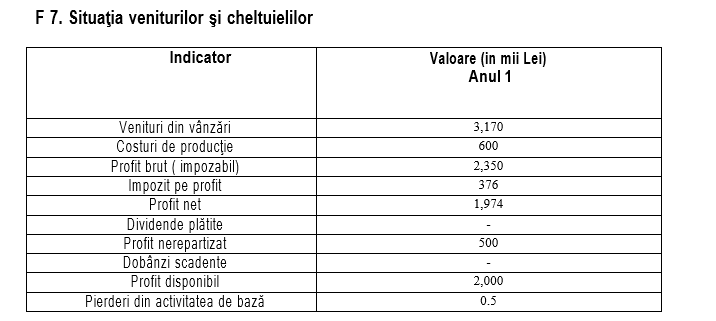 F 7. Situaţia veniturilor şi cheltuielilor
Indicator Valoare (in mii Lei)
Anul 1
Venituri din vânzări 3,170
Costuri de producţie 600
Profit brut ( impozabil) 2,350
Impozit pe profit 376
Profit net 1,974
Dividende plătite -
Profit nerepartizat 500
Dobânzi scadente -
Profit disponibil 2,000
Pierderi din activitatea de bază 0.5